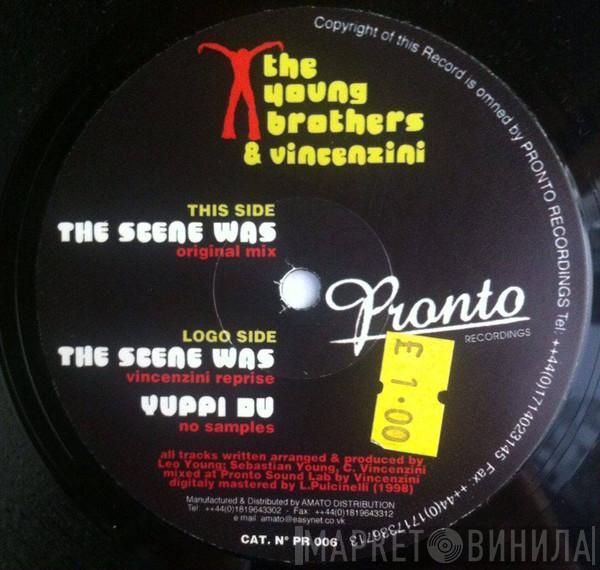 the
young
brothers
& vincenzini
Copyright of this Record is omned by PRONTO RECORDINGS Tel: ++44(0)1714023145 Fax: ++44(0)1717386713
THIS SIDE
THE SCENE WAS
original mix
Pronto
RECORDINGS
LOGO SIDE
THE SCENE WAS
vincenzini reprise
YUPPI DU
no samples
£1.00
all tracks written arranged & produced by
Leo Young; Sebastian Young, C. Vincenzini
mixed at Pronto Sound Lab by Vincenzini
digitaly mastered by L.Pulcinelli (1998)
Manufactured & Distributed by AMATO DISTRIBUTION
Tel: ++44(0)1819643302 - Fax: ++44(0)1819643312
e mail: amato@easynet.co.vk
CAT. N° PR 006
МАРКЕТ ВИНИЛА